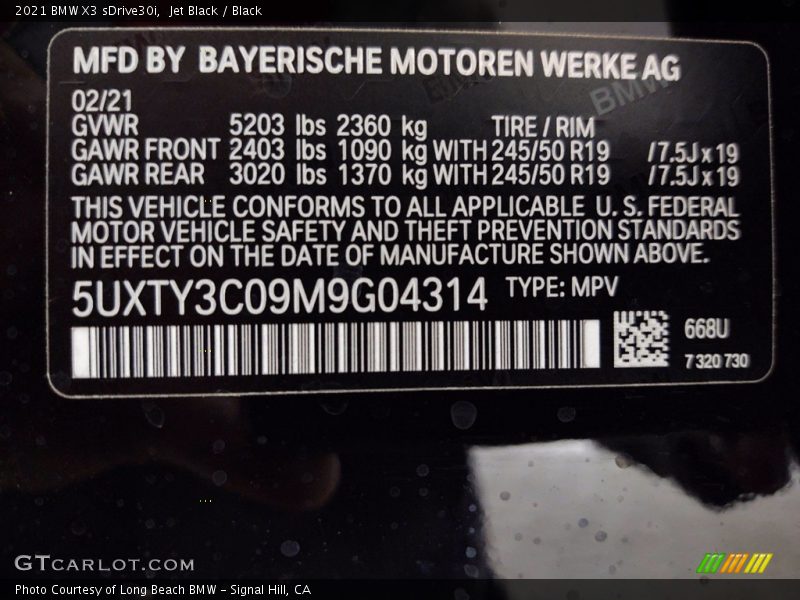 2021 BMW X3 sDrive30i, Jet Black / Black
MFD BY BAYERISCHE MOTOREN WERKE AG
02/21
GVWR 5203 lbs 2360 kg TIRE / RIM
GAWR FRONT 2403 lbs 1090 kg WITH 245/50 R19 /7.5J x 19
GAWR REAR 3020 lbs 1370 kg WITH 245/50 R19 /7.5J x 19
THIS VEHICLE CONFORMS TO ALL APPLICABLE U. S. FEDERAL
MOTOR VEHICLE SAFETY AND THEFT PREVENTION STANDARDS
IN EFFECT ON THE DATE OF MANUFACTURE SHOWN ABOVE.
5UXTY3C09M9G04314 TYPE: MPV
668U
7 320 730
GTCARLOT.COM
Photo Courtesy of Long Beach BMW - Signal Hill, CA